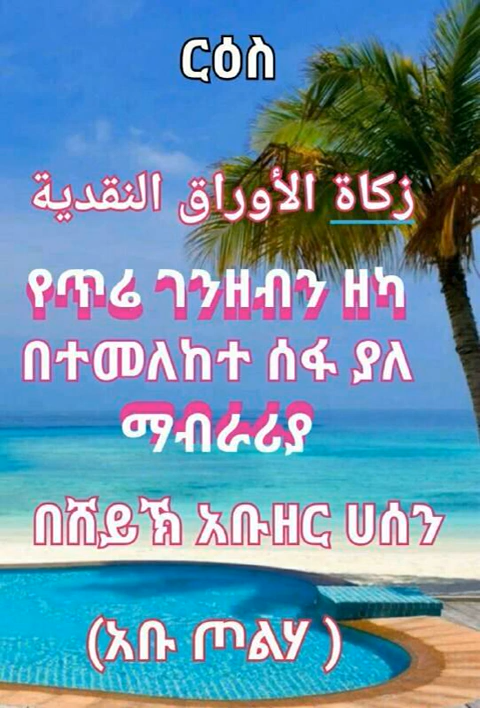 ርዕስ
زكاة الأوراق النقدية
የጥሬ ገንዘብን ዘካ
በተመለከተ ሰፋ ያለ
ማብራሪያ
በሸይኽ አቡዘር ሀሰን
(አቡ ጦልሃ )